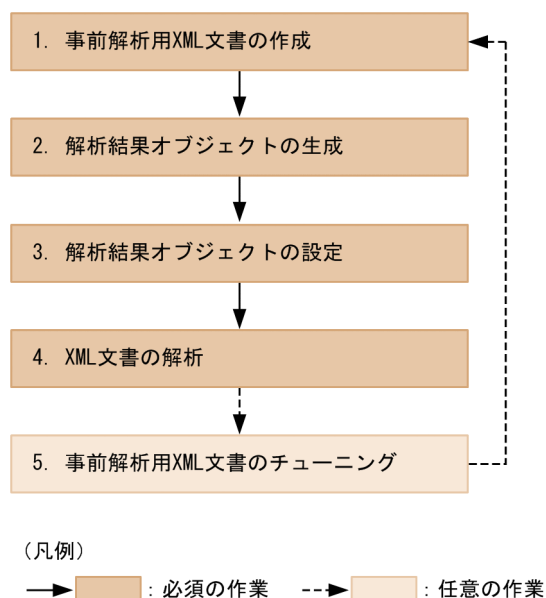 1. 事前解析用XML文書の作成
2. 解析結果オブジェクトの生成
3. 解析結果オブジェクトの設定
4. XML文書の解析
5. 事前解析用XML文書のチューニング
（凡例）
：必須の作業 ：任意の作業